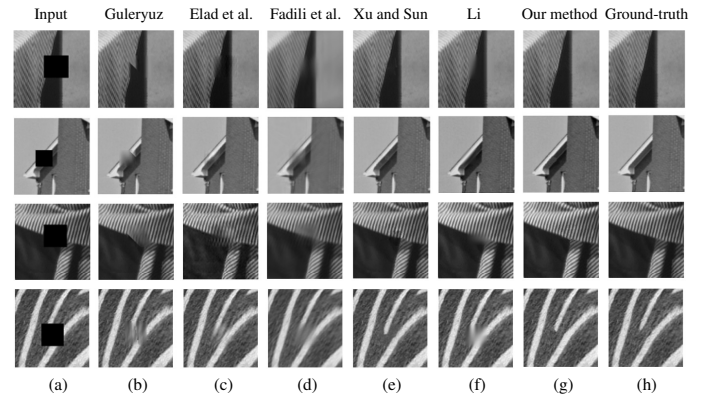 Input Guleryuz Elad et al. Fadili et al. Xu and Sun Li Our method Ground-truth
(a) (b) (c) (d) (e) (f) (g) (h)